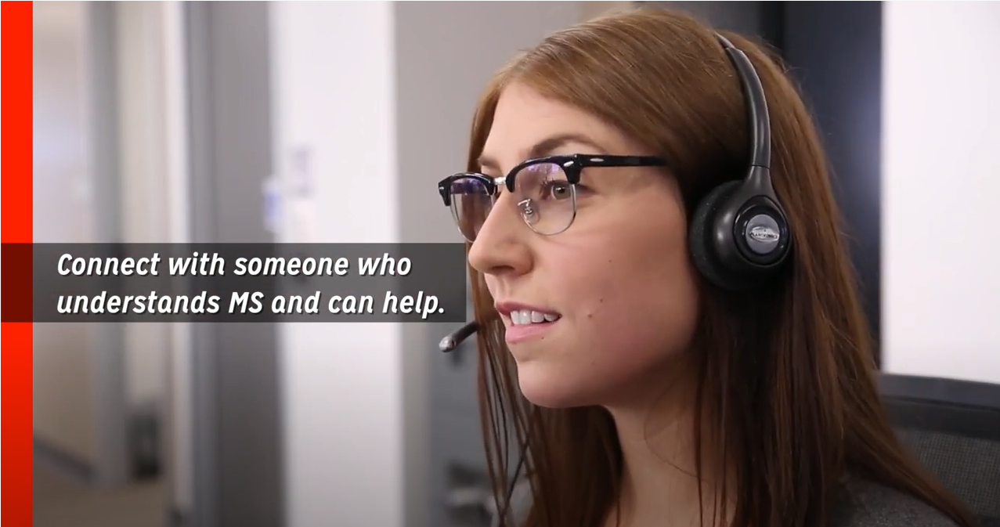 Connect with someone who
understands MS and can help.